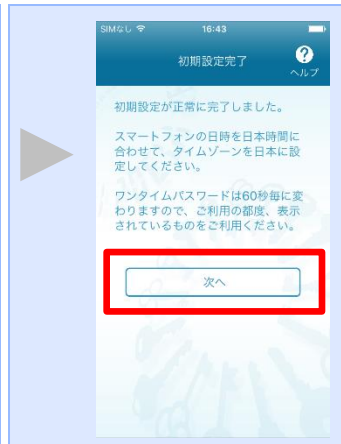 SIMなし 16:43
初期設定完了
?
ヘルプ
初期設定が正常に完了しました。
スマートフォンの日時を日本時間に
合わせて、タイムゾーンを日本に設
定してください。
ワンタイムパスワードは60秒毎に変
わりますので、ご利用の都度、表示
されているものをご利用ください。
次へ